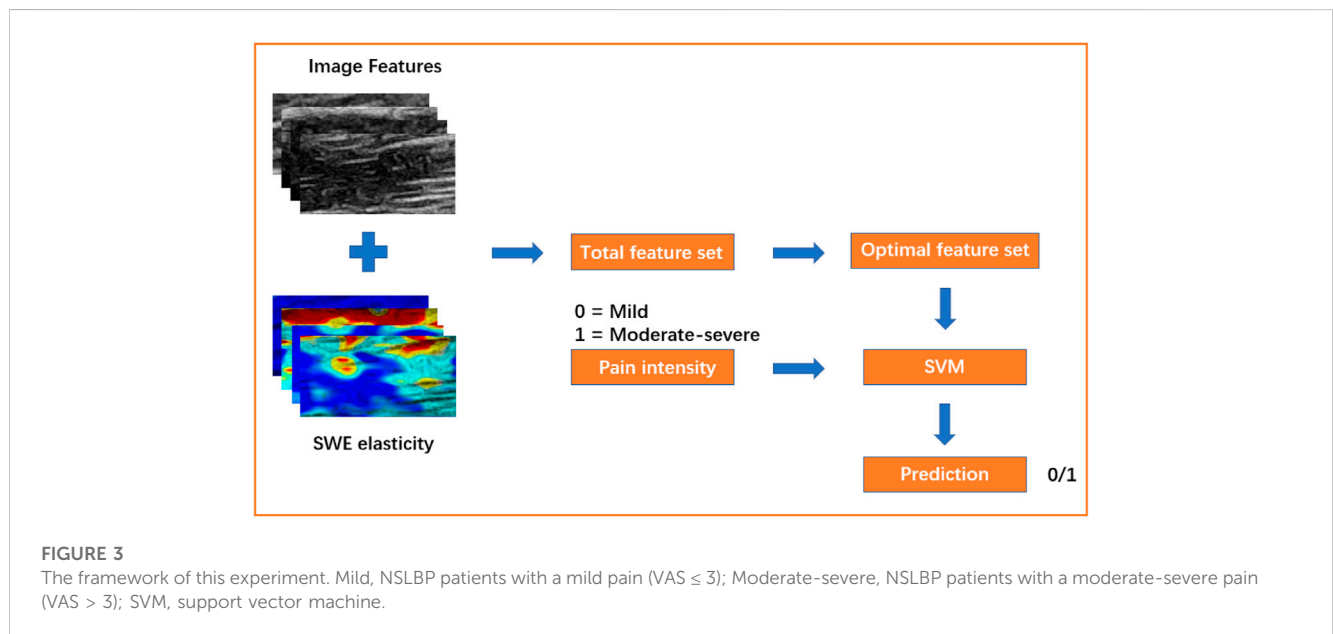 Image Features
Total feature set
Optimal feature set
0 = Mild
1 = Moderate-severe
Pain intensity
SVM
SWE elasticity
Prediction
0/1
FIGURE 3
The framework of this experiment. Mild, NSLBP patients with a mild pain (VAS ≤ 3); Moderate-severe, NSLBP patients with a moderate-severe pain
(VAS > 3); SVM, support vector machine.